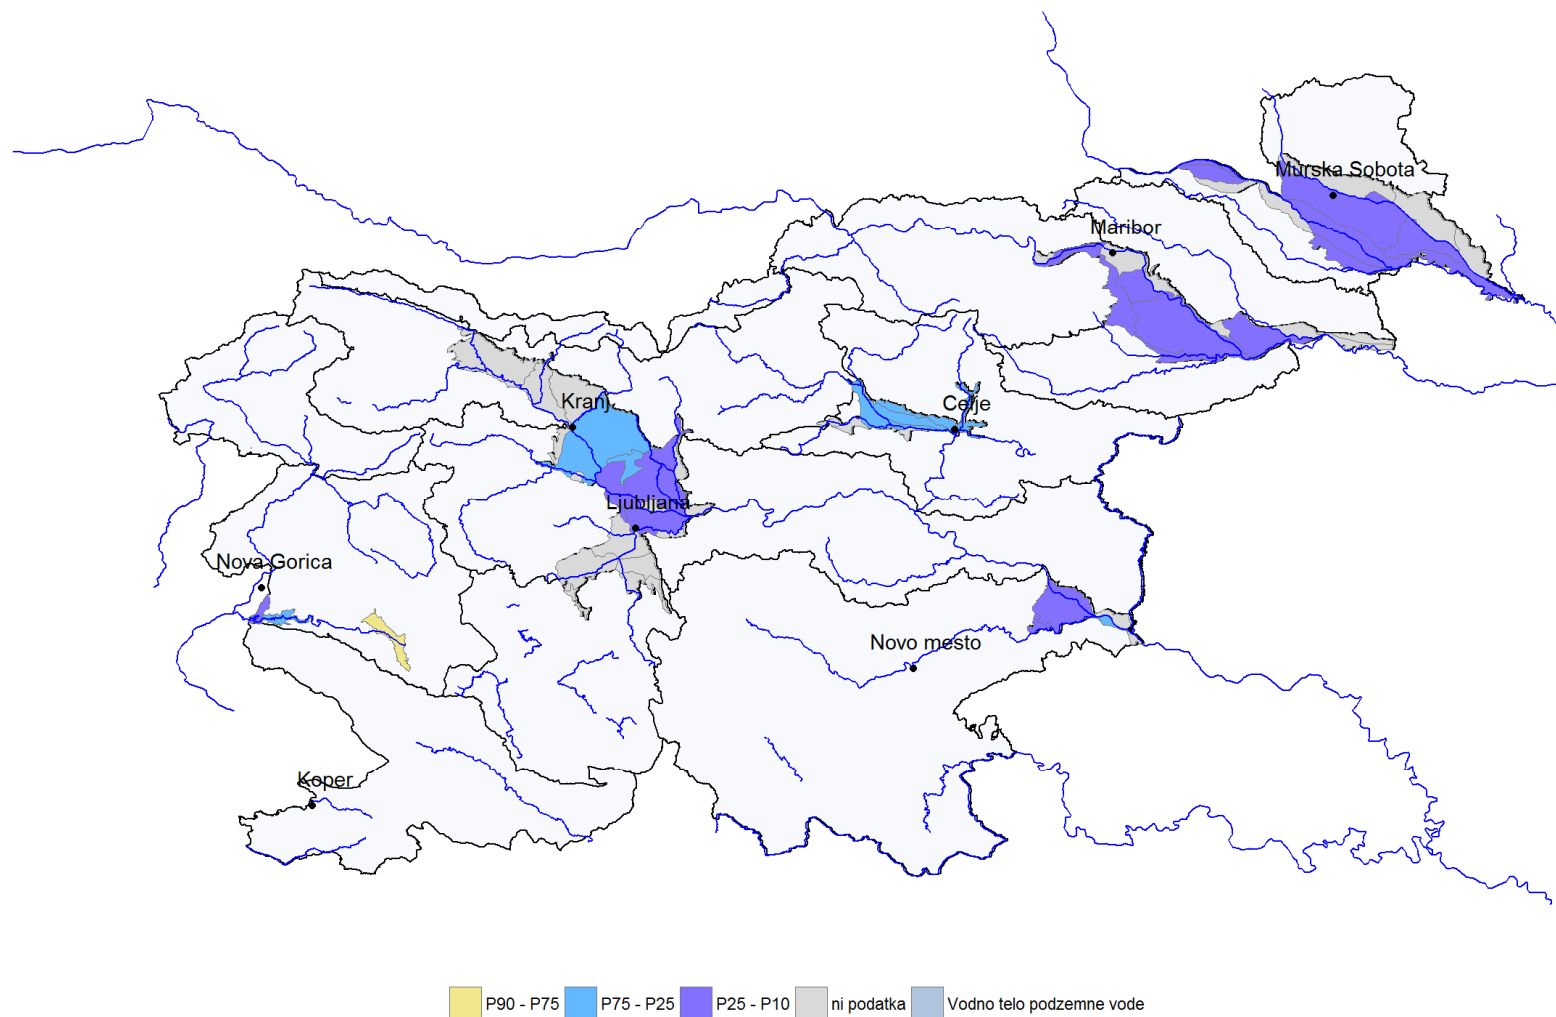 Murska Sobota
Maribor
Kranj
Celje
Ljubljana
Nova Gorica
Novo mesto
Koper
P90 - P75 P75 - P25 P25 - P10 ni podatka Vodno telo podzemne vode